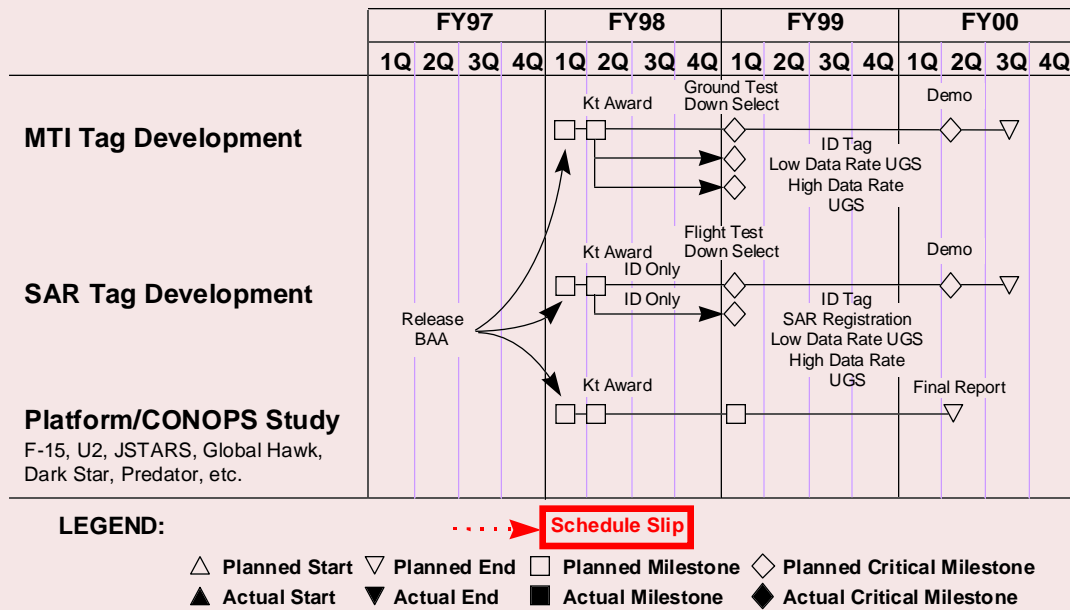 FY97 FY98 FY99 FY00
1Q 2Q 3Q 4Q 1Q 2Q 3Q 4Q 1Q 2Q 3Q 4Q 1Q 2Q 3Q 4Q
MTI Tag Development
Kt Award
Ground Test
Down Select
Demo
ID Tag
Low Data Rate UGS
High Data Rate
UGS
SAR Tag Development
Kt Award
ID Only
ID Only
Flight Test
Down Select
Demo
ID Tag
SAR Registration
Low Data Rate UGS
High Data Rate
UGS
Release
BAA
Platform/CONOPS Study
F-15, U2, JSTARS, Global Hawk,
Dark Star, Predator, etc.
Kt Award
Final Report
LEGEND:
Schedule Slip
Planned Start Planned End Planned Milestone Planned Critical Milestone
Actual Start Actual End Actual Milestone Actual Critical Milestone